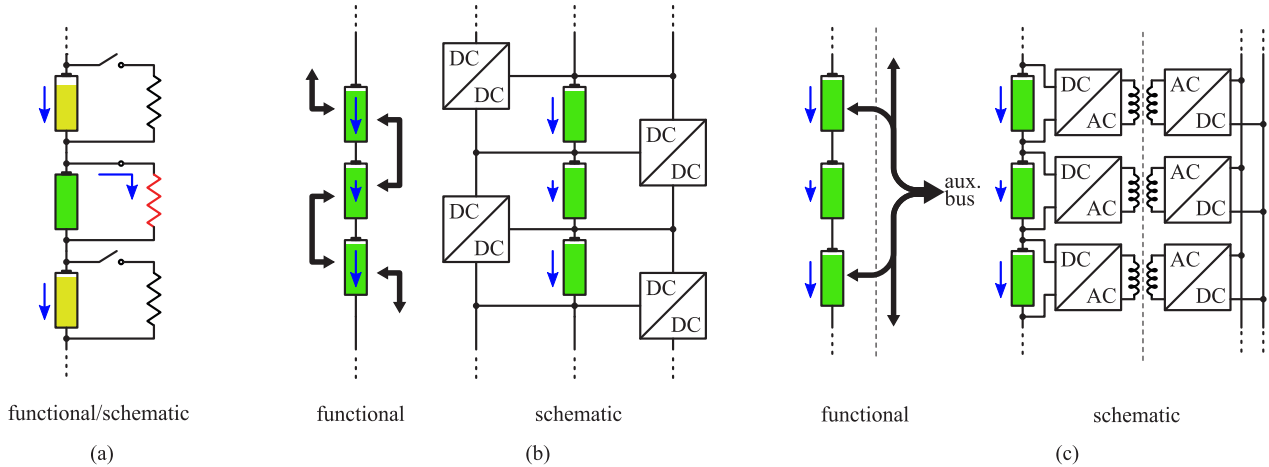 DC
DC
DC
DC
DC
DC
DC
DC
aux.
bus
DC
AC
AC
DC
DC
AC
AC
DC
DC
AC
AC
DC
functional/schematic
functional
schematic
functional
schematic
(a)
(b)
(c)